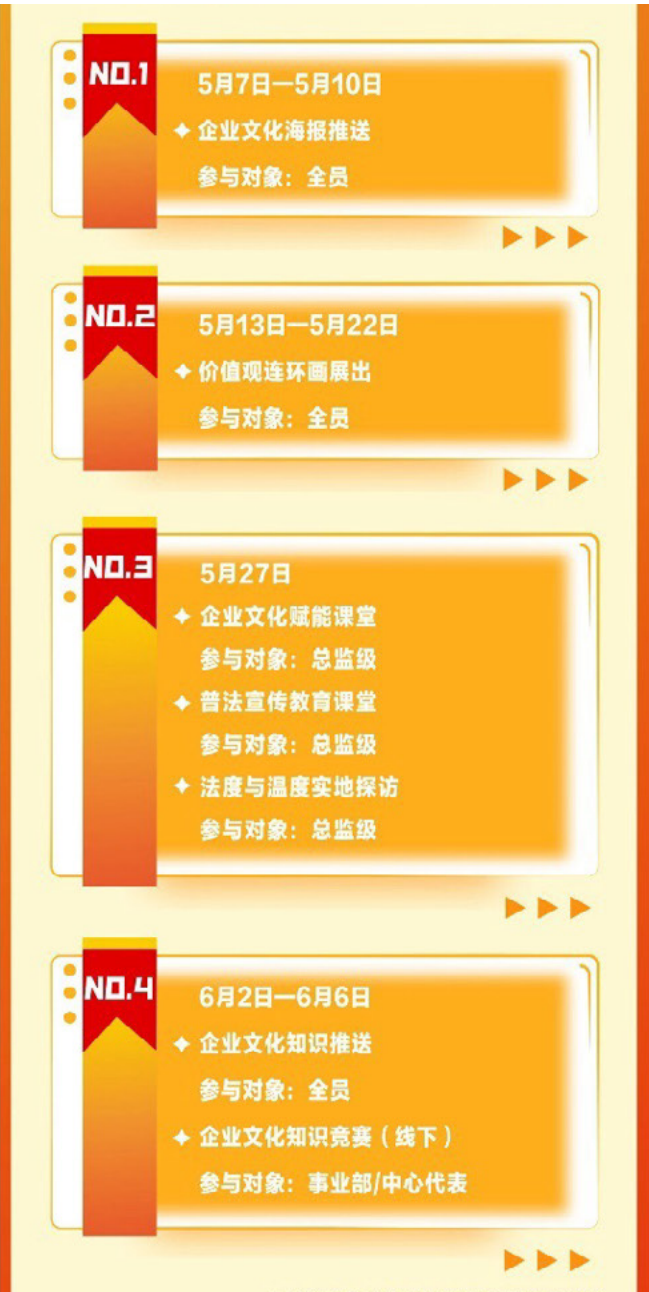 NO.1
5月7日—5月10日
企业文化海报推送
参与对象：全员
NO.2
5月13日—5月22日
价值观连环画展出
参与对象：全员
NO.3
5月27日
企业文化赋能课堂
参与对象：总监级
普法宣传教育课堂
参与对象：总监级
法度与温度实地探访
参与对象：总监级
NO.4
6月2日—6月6日
企业文化知识推送
参与对象：全员
企业文化知识竞赛（线下）
参与对象：事业部/中心代表